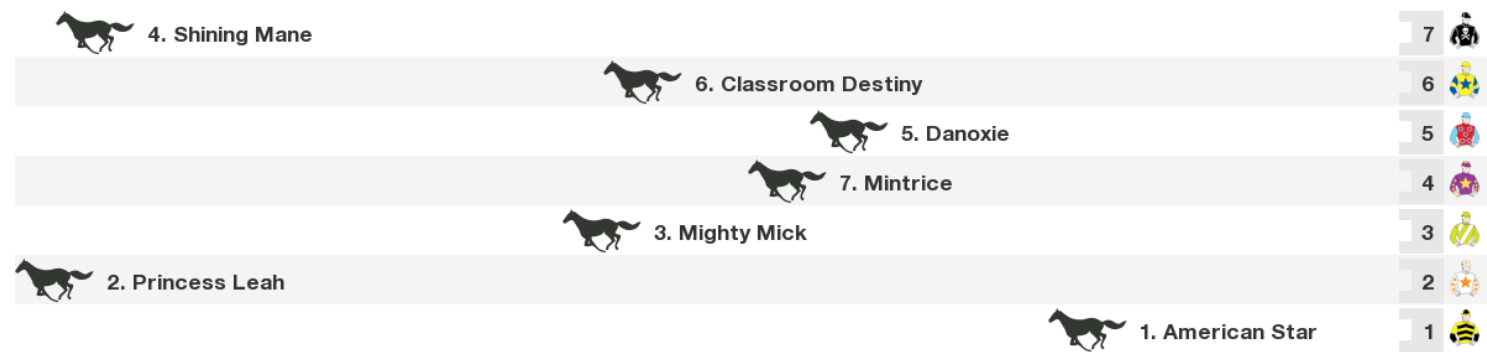 4. Shining Mane 7
6. Classroom Destiny 6
5. Danoxie 5
7. Mintrice 4
3. Mighty Mick 3
2. Princess Leah 2
1. American Star 1